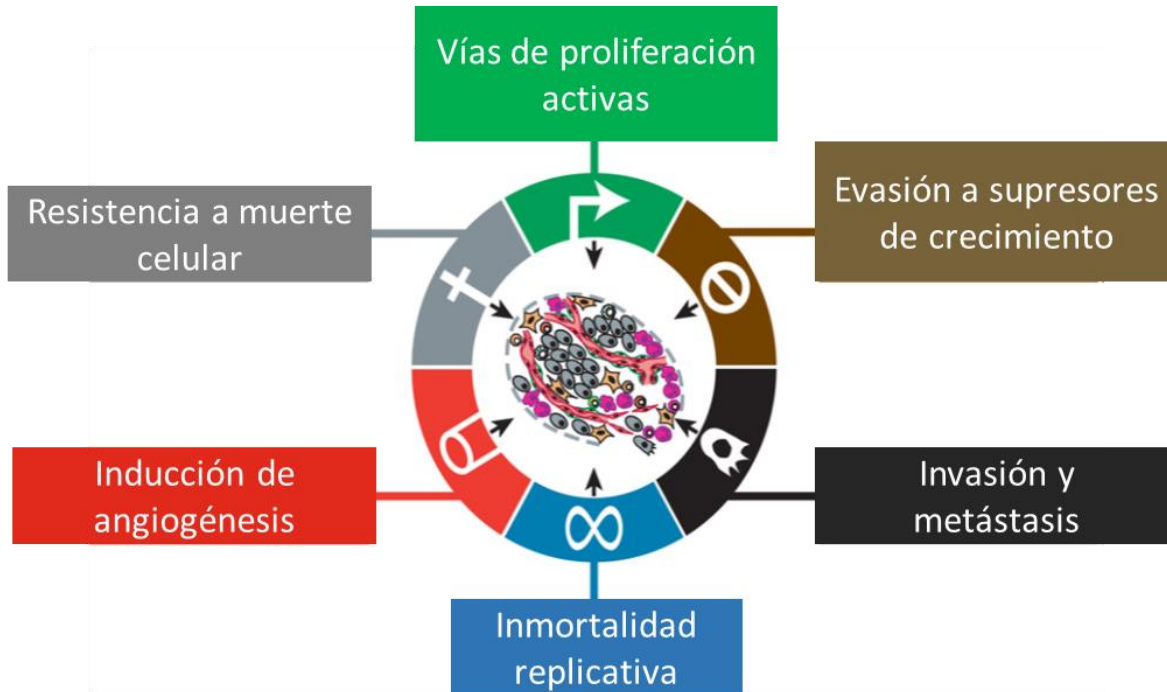 Vías de proliferación
activas
Resistencia a muerte
celular
Evasión a supresores
de crecimiento
Inducción de
angiogénesis
Invasión y
metástasis
Inmortalidad
replicativa